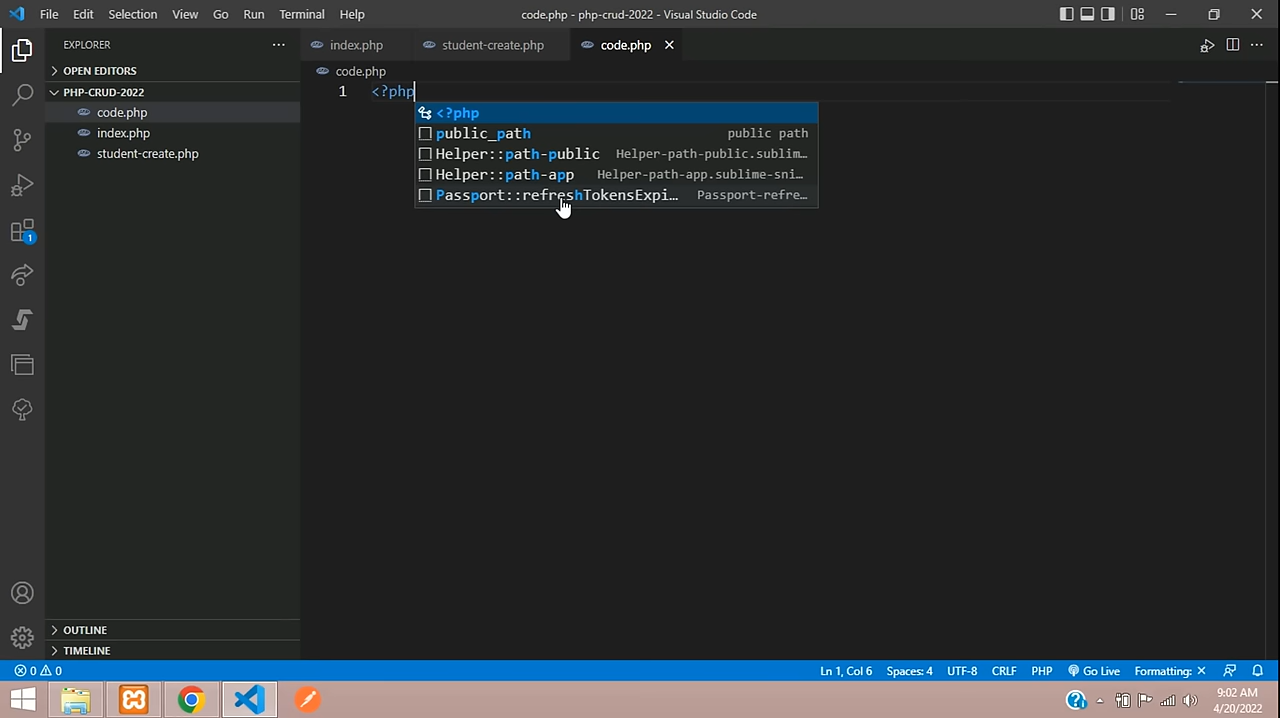 File Edit Selection View Go Run Terminal Help code.php - php-crud-2022 - Visual Studio Code
EXPLORER
index.php student-create.php code.php
OPEN EDITORS
code.php
PHP-CRUD-2022
1 <?php
code.php
<?php
index.php
public_path public path
student-create.php
Helper::path-public Helper-path-public.sublim…
Helper::path-app Helper-path-app.sublime-sni…
Passport::refreshTokensExpi… Passport-refre…
1
OUTLINE
TIMELINE
0 0 Ln 1, Col 6 Spaces: 4 UTF-8 CRLF PHP Go Live Formatting: ×
9:02 AM
4/20/2022